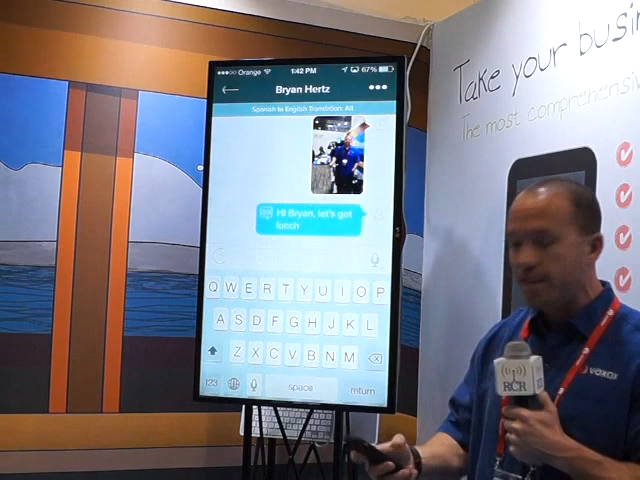 Orange 1:42 PM 67%
Bryan Hertz
Spanish to English Translation: All
Hi Bryan, let's get
lunch
Q W E R T Y U I O P
A S D F G H J K L
Z X C V B N M
123 space return
Take your busi
The most comprehensiv
RCR
VOXOX